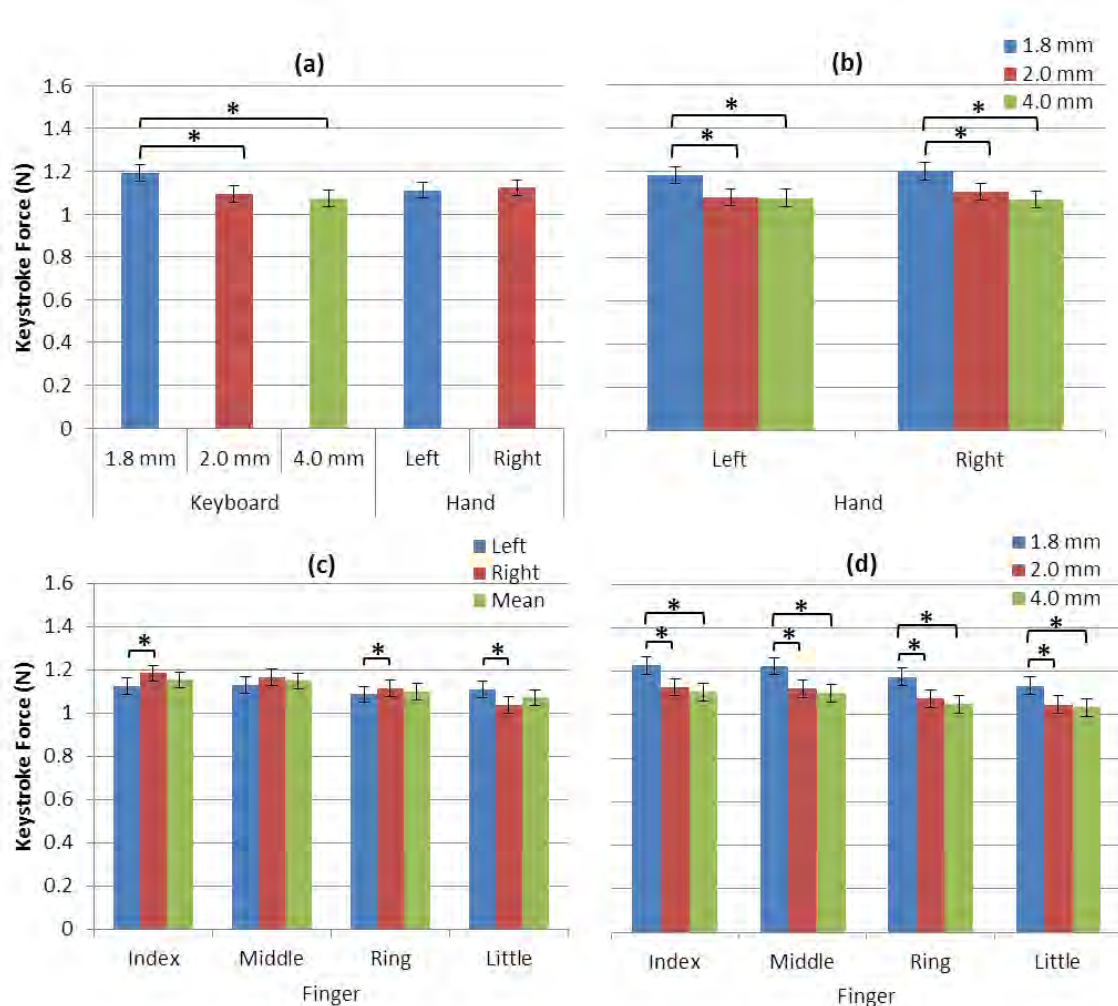 (a)
1.6
1.4
1.2
1
0.8
0.6
0.4
0.2
0
Keystroke Force (N)
*
*
1.8 mm 2.0 mm 4.0 mm Left Right
Keyboard Hand
(b)
1.8 mm
2.0 mm
4.0 mm
*
*
*
*
Left Right
Hand
(c)
Left
Right
Mean
1.6
1.4
1.2
1
0.8
0.6
0.4
0.2
0
Keystroke Force (N)
*
*
*
Index Middle Ring Little
Finger
(d)
1.8 mm
2.0 mm
4.0 mm
*
*
*
*
*
*
*
*
Index Middle Ring Little
Finger